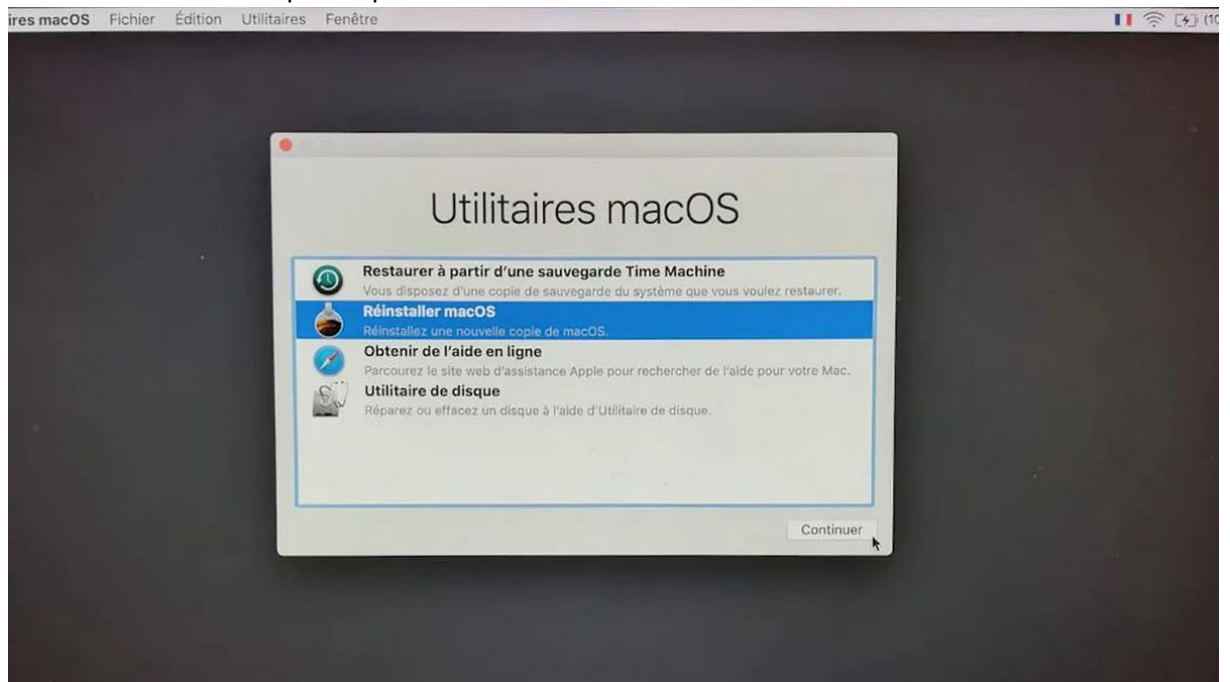 ires macOS Fichier Édition Utilitaires Fenêtre (10
Utilitaires macOS
Restaurer à partir d'une sauvegarde Time Machine
Vous disposez d'une copie de sauvegarde du système que vous voulez restaurer.
Réinstaller macOS
Réinstallez une nouvelle copie de macOS.
Obtenir de l'aide en ligne
Parcourez le site web d'assistance Apple pour rechercher de l'aide pour votre Mac.
Utilitaire de disque
Réparez ou effacez un disque à l'aide d'Utilitaire de disque.
Continuer